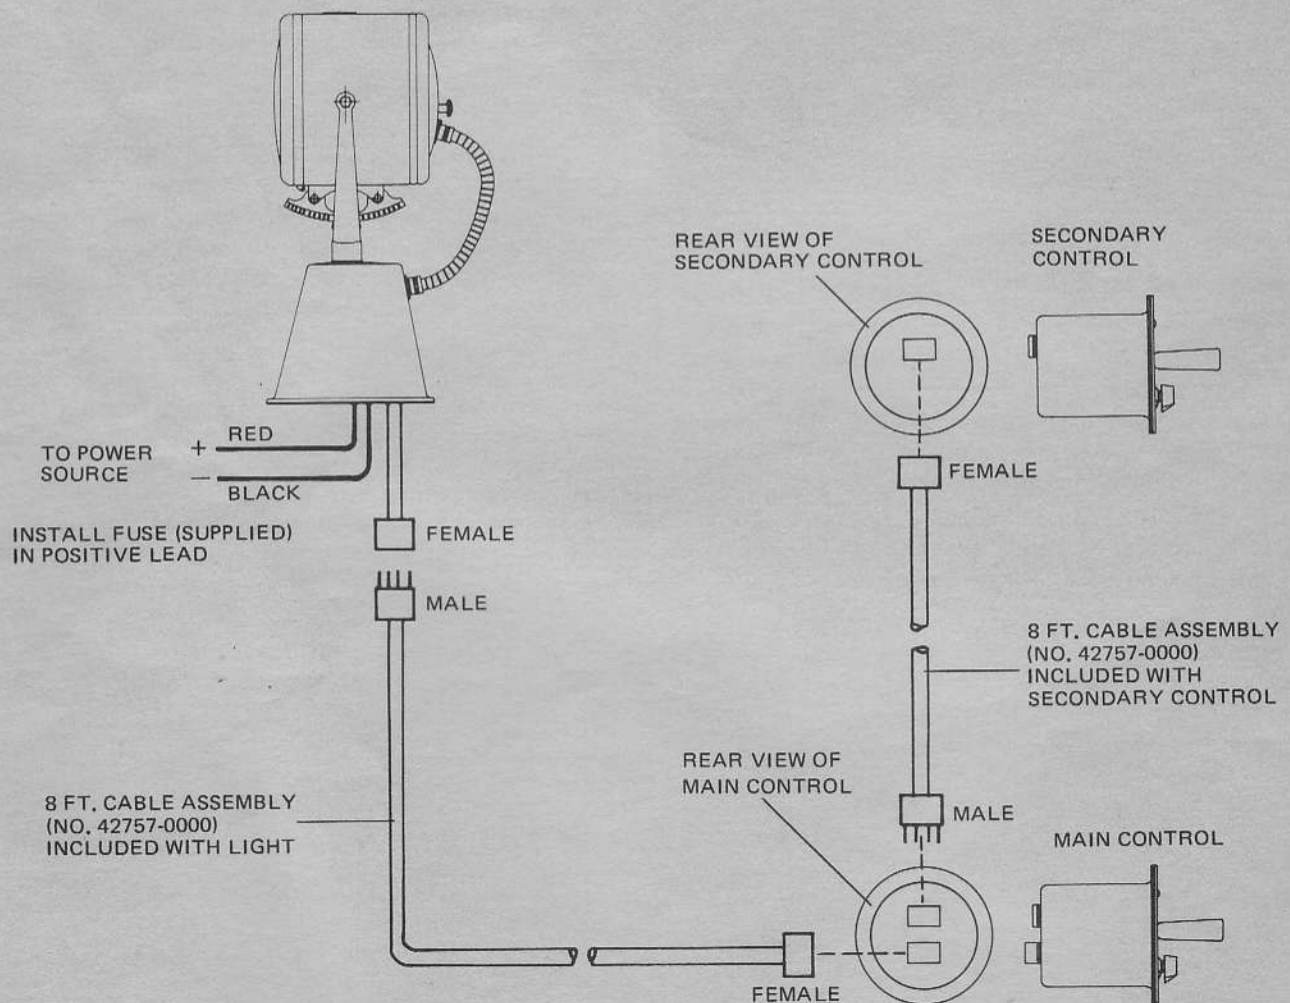 REAR VIEW OF
SECONDARY CONTROL
SECONDARY
CONTROL
TO POWER
SOURCE
+ RED
— BLACK
INSTALL FUSE (SUPPLIED)
IN POSITIVE LEAD
FEMALE
MALE
FEMALE
8 FT. CABLE ASSEMBLY
(NO. 42757-0000)
INCLUDED WITH
SECONDARY CONTROL
REAR VIEW OF
MAIN CONTROL
8 FT. CABLE ASSEMBLY
(NO. 42757-0000)
INCLUDED WITH LIGHT
MALE
MAIN CONTROL
FEMALE